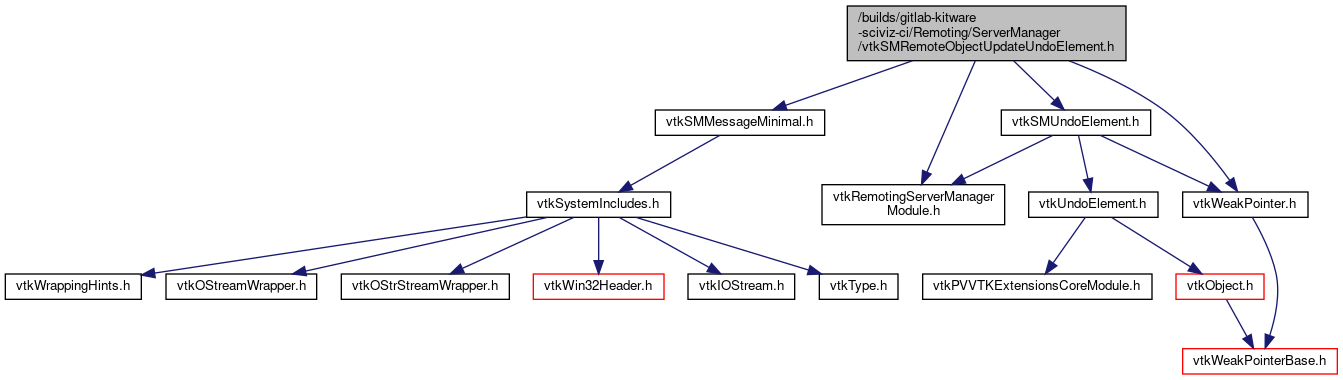 /builds/gitlab-kitware
-sciviz-ci/Remoting/ServerManager
/vtkSMRemoteObjectUpdateUndoElement.h
vtkSMMessageMinimal.h
vtkSMUndoElement.h
vtkSystemIncludes.h
vtkRemotingServerManager
Module.h
vtkUndoElement.h
vtkWeakPointer.h
vtkWrappingHints.h
vtkOStreamWrapper.h
vtkOStrStreamWrapper.h
vtkWin32Header.h
vtkIOStream.h
vtkType.h
vtkPVVTKExtensionsCoreModule.h
vtkObject.h
vtkWeakPointerBase.h